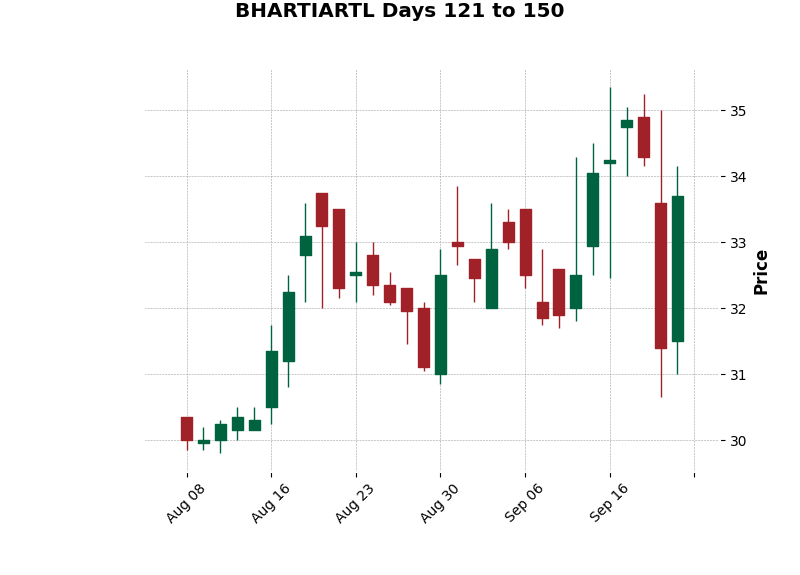 BHARTIARTL Days 121 to 150
35
34
33
32
31
30
Price
Aug 08
Aug 16
Aug 23
Aug 30
Sep 06
Sep 16